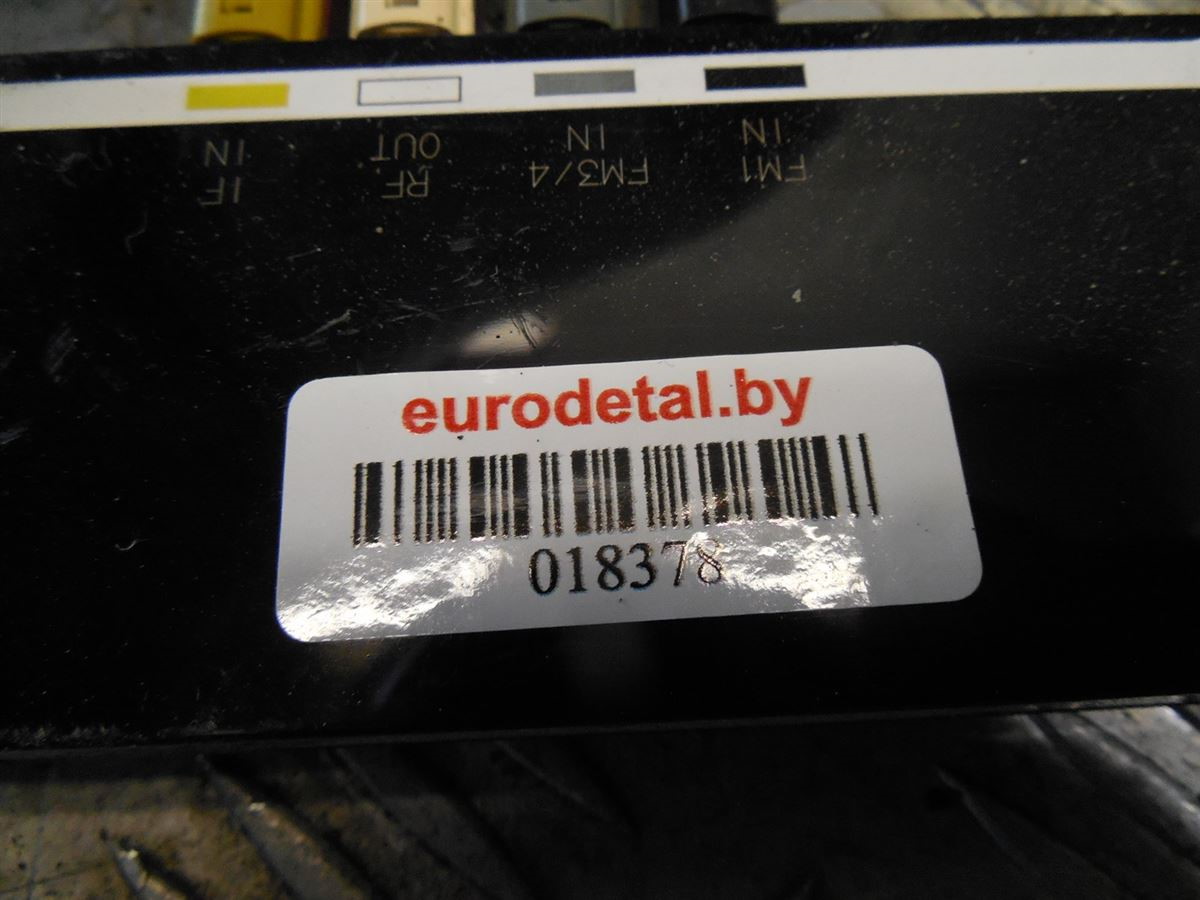 IF IN
RF OUT
FM3/4 IN
FM1 IN
eurodetal.by
018378